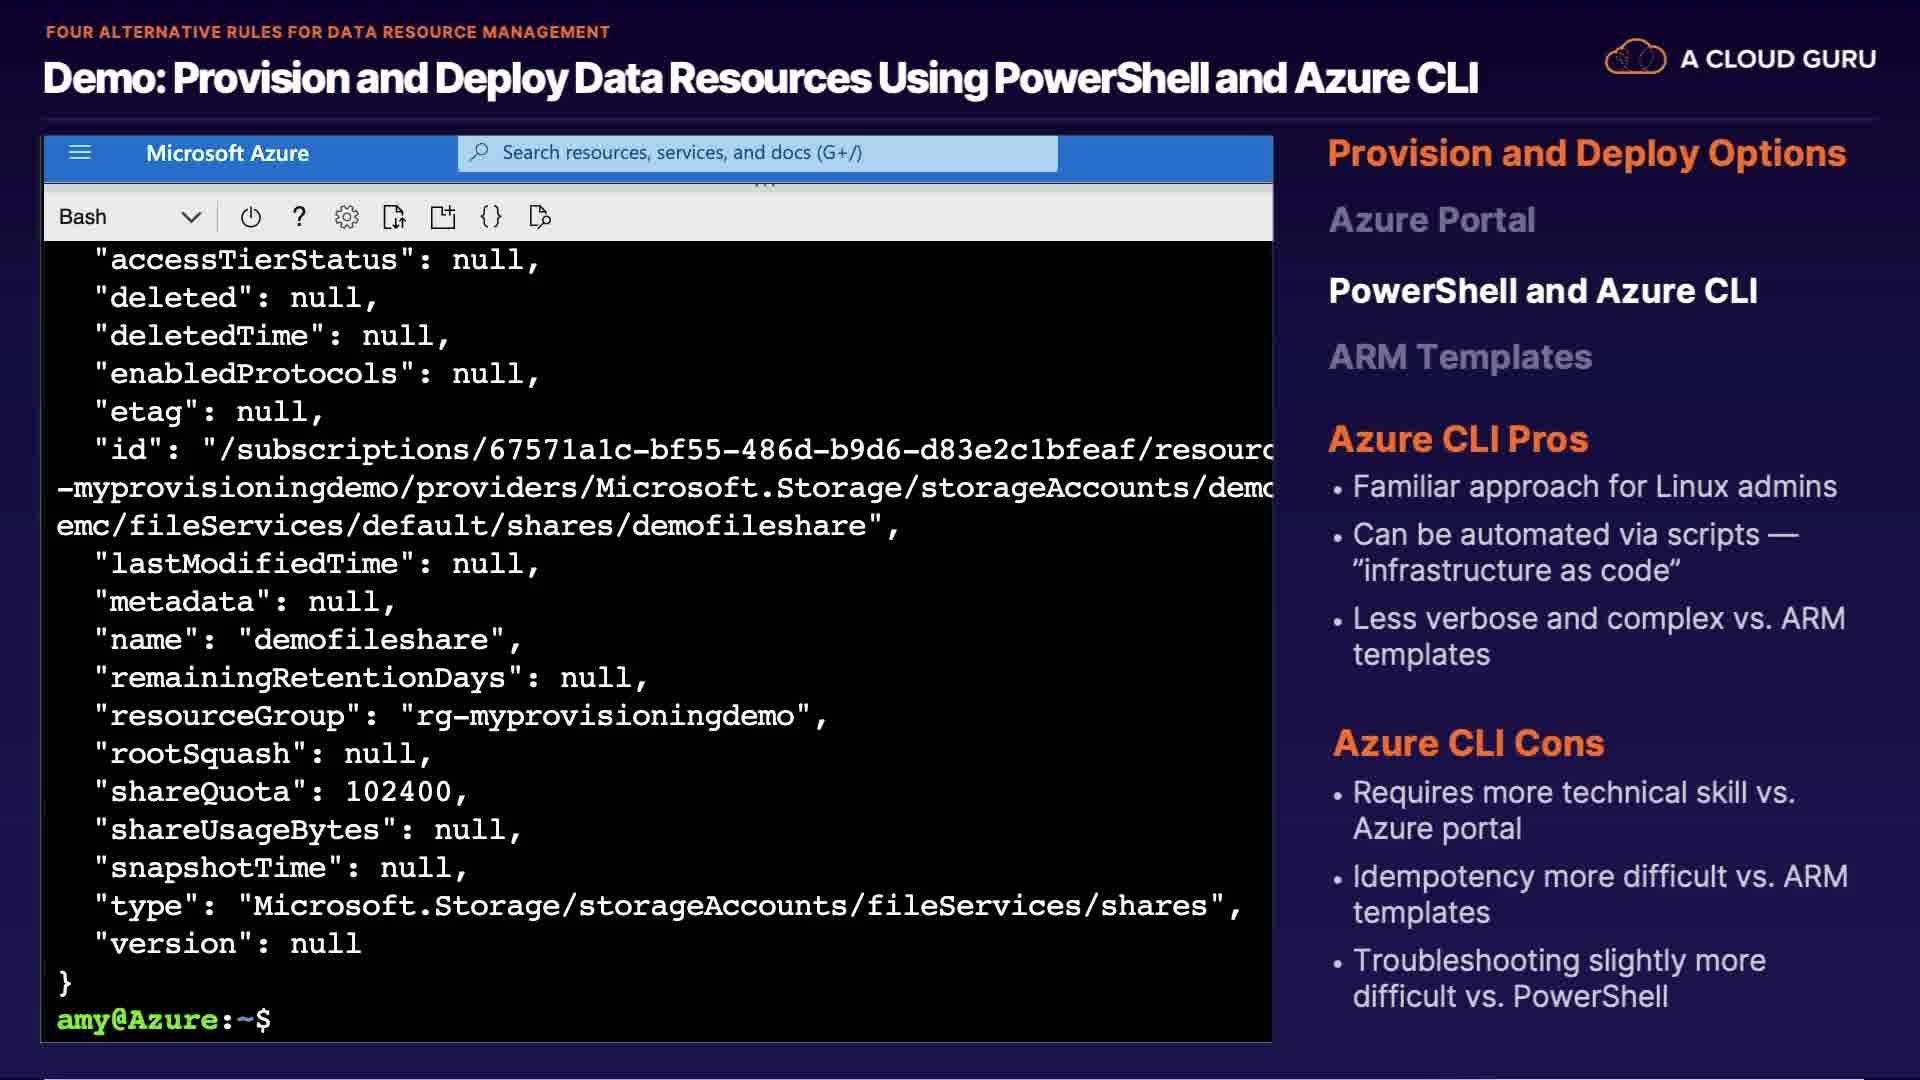 FOUR ALTERNATIVE RULES FOR DATA RESOURCE MANAGEMENT
Demo: Provision and Deploy Data Resources Using PowerShell and Azure CLI
A CLOUD GURU
Microsoft Azure
Search resources, services, and docs (G+/)
Bash
"accessTierStatus": null,
"deleted": null,
"deletedTime": null,
"enabledProtocols": null,
"etag": null,
"id": "/subscriptions/67571a1c-bf55-486d-b9d6-d83e2c1bfeaf/resourc
-myprovisioningdemo/providers/Microsoft.Storage/storageAccounts/demo
emc/fileServices/default/shares/demofileshare",
"lastModifiedTime": null,
"metadata": null,
"name": "demofileshare",
"remainingRetentionDays": null,
"resourceGroup": "rg-myprovisioningdemo",
"rootSquash": null,
"shareQuota": 102400,
"shareUsageBytes": null,
"snapshotTime": null,
"type": "Microsoft.Storage/storageAccounts/fileServices/shares",
"version": null
}
amy@Azure:~$
Provision and Deploy Options
Azure Portal
PowerShell and Azure CLI
ARM Templates
Azure CLI Pros
• Familiar approach for Linux admins
• Can be automated via scripts —
"infrastructure as code"
• Less verbose and complex vs. ARM
templates
Azure CLI Cons
• Requires more technical skill vs.
Azure portal
• Idempotency more difficult vs. ARM
templates
• Troubleshooting slightly more
difficult vs. PowerShell